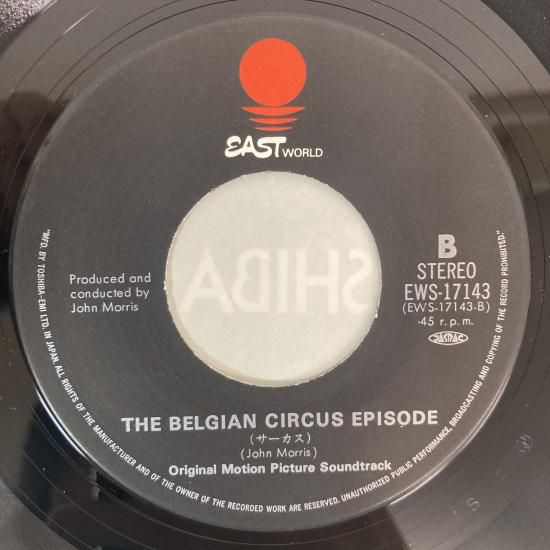 EAST WORLD
Produced and
conducted by
John Morris
B
STEREO
EWS-17143
(EWS-17143-B)
45 r.p.m.
JASRAC
SHIDA
THE BELGIAN CIRCUS EPISODE
(サーカス)
(John Morris)
Original Motion Picture Soundtrack
"MFD. BY TOSHIBA-EMI LTD. IN JAPAN. ALL RIGHTS OF THE MANUFACTURER AND OF THE OWNER OF THE RECORDED WORK ARE RESERVED. UNAUTHORIZED PUBLIC PERFORMANCE, BROADCASTING AND COPYING OF THE RECORD PROHIBITED."